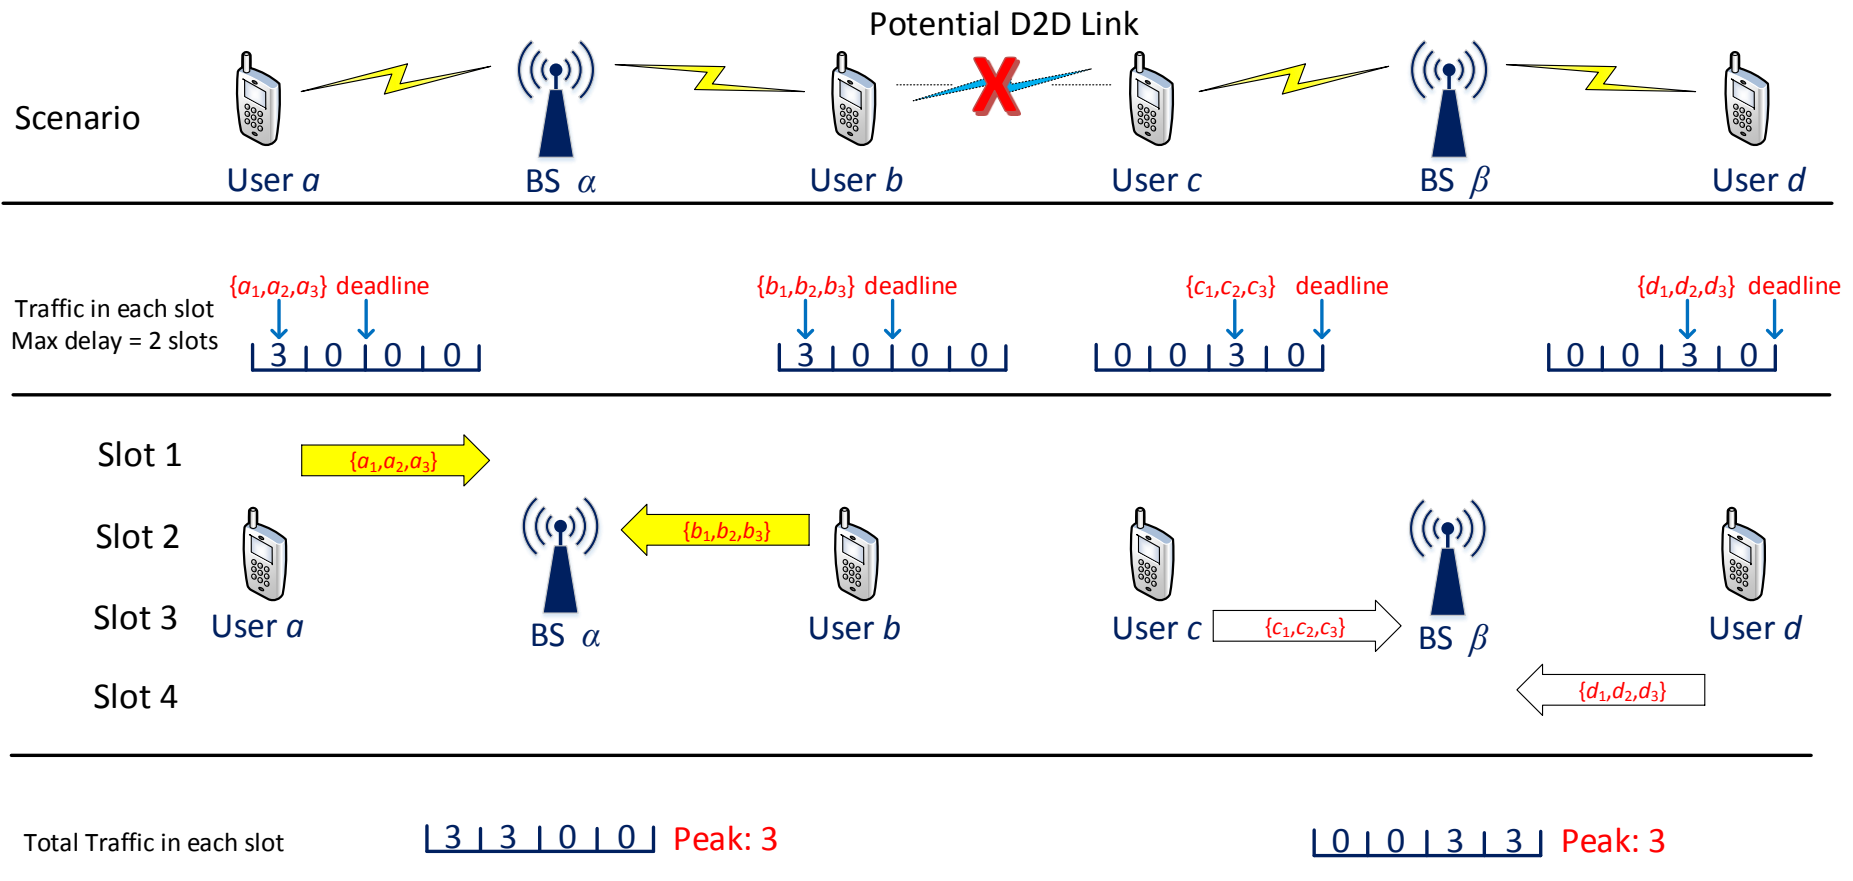 Potential D2D Link
Scenario
User a
BS α
User b
User c
BS β
User d
Traffic in each slot
Max delay = 2 slots
{a₁,a₂,a₃} deadline
3 0 0 0
{b₁,b₂,b₃} deadline
3 0 0 0
{c₁,c₂,c₃} deadline
0 0 3 0
{d₁,d₂,d₃} deadline
0 0 3 0
Slot 1
{a₁,a₂,a₃}
Slot 2
{b₁,b₂,b₃}
Slot 3
User a
BS α
User b
User c
{c₁,c₂,c₃}
BS β
User d
Slot 4
{d₁,d₂,d₃}
Total Traffic in each slot
3 3 0 0 Peak: 3
0 0 3 3 Peak: 3